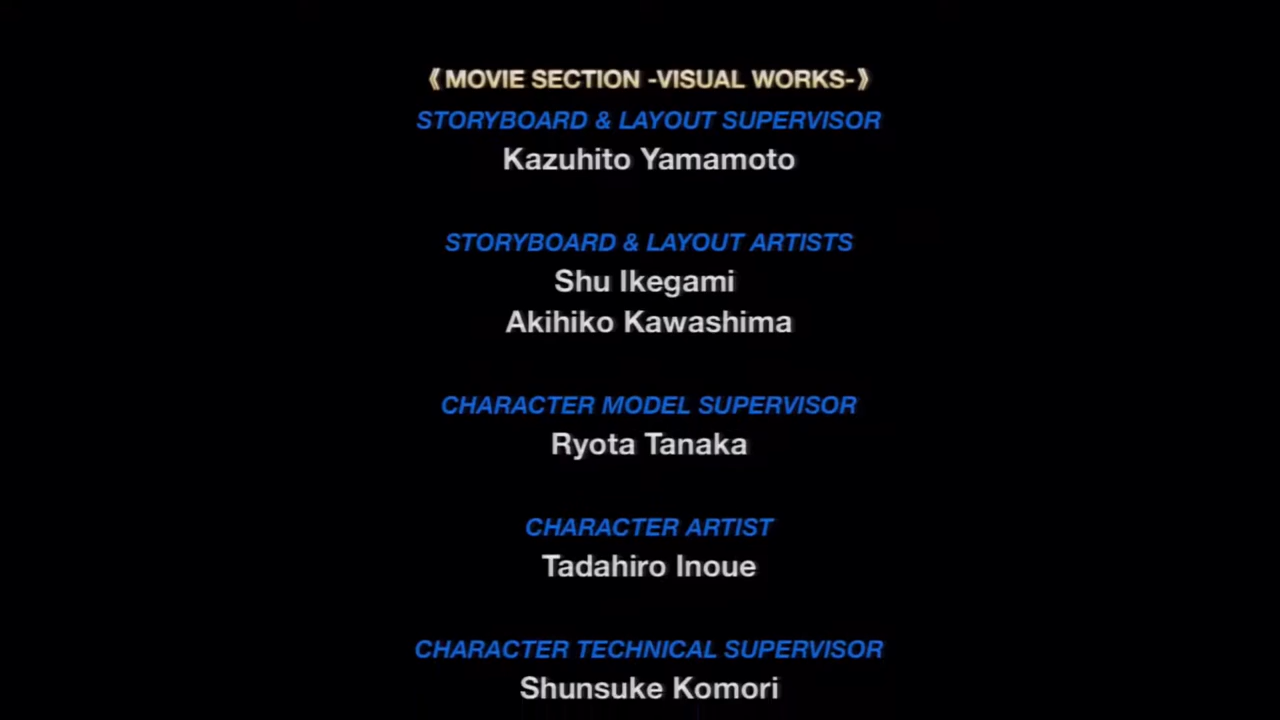 《MOVIE SECTION -VISUAL WORKS-》
STORYBOARD & LAYOUT SUPERVISOR
Kazuhito Yamamoto
STORYBOARD & LAYOUT ARTISTS
Shu Ikegami
Akihiko Kawashima
CHARACTER MODEL SUPERVISOR
Ryota Tanaka
CHARACTER ARTIST
Tadahiro Inoue
CHARACTER TECHNICAL SUPERVISOR
Shunsuke Komori